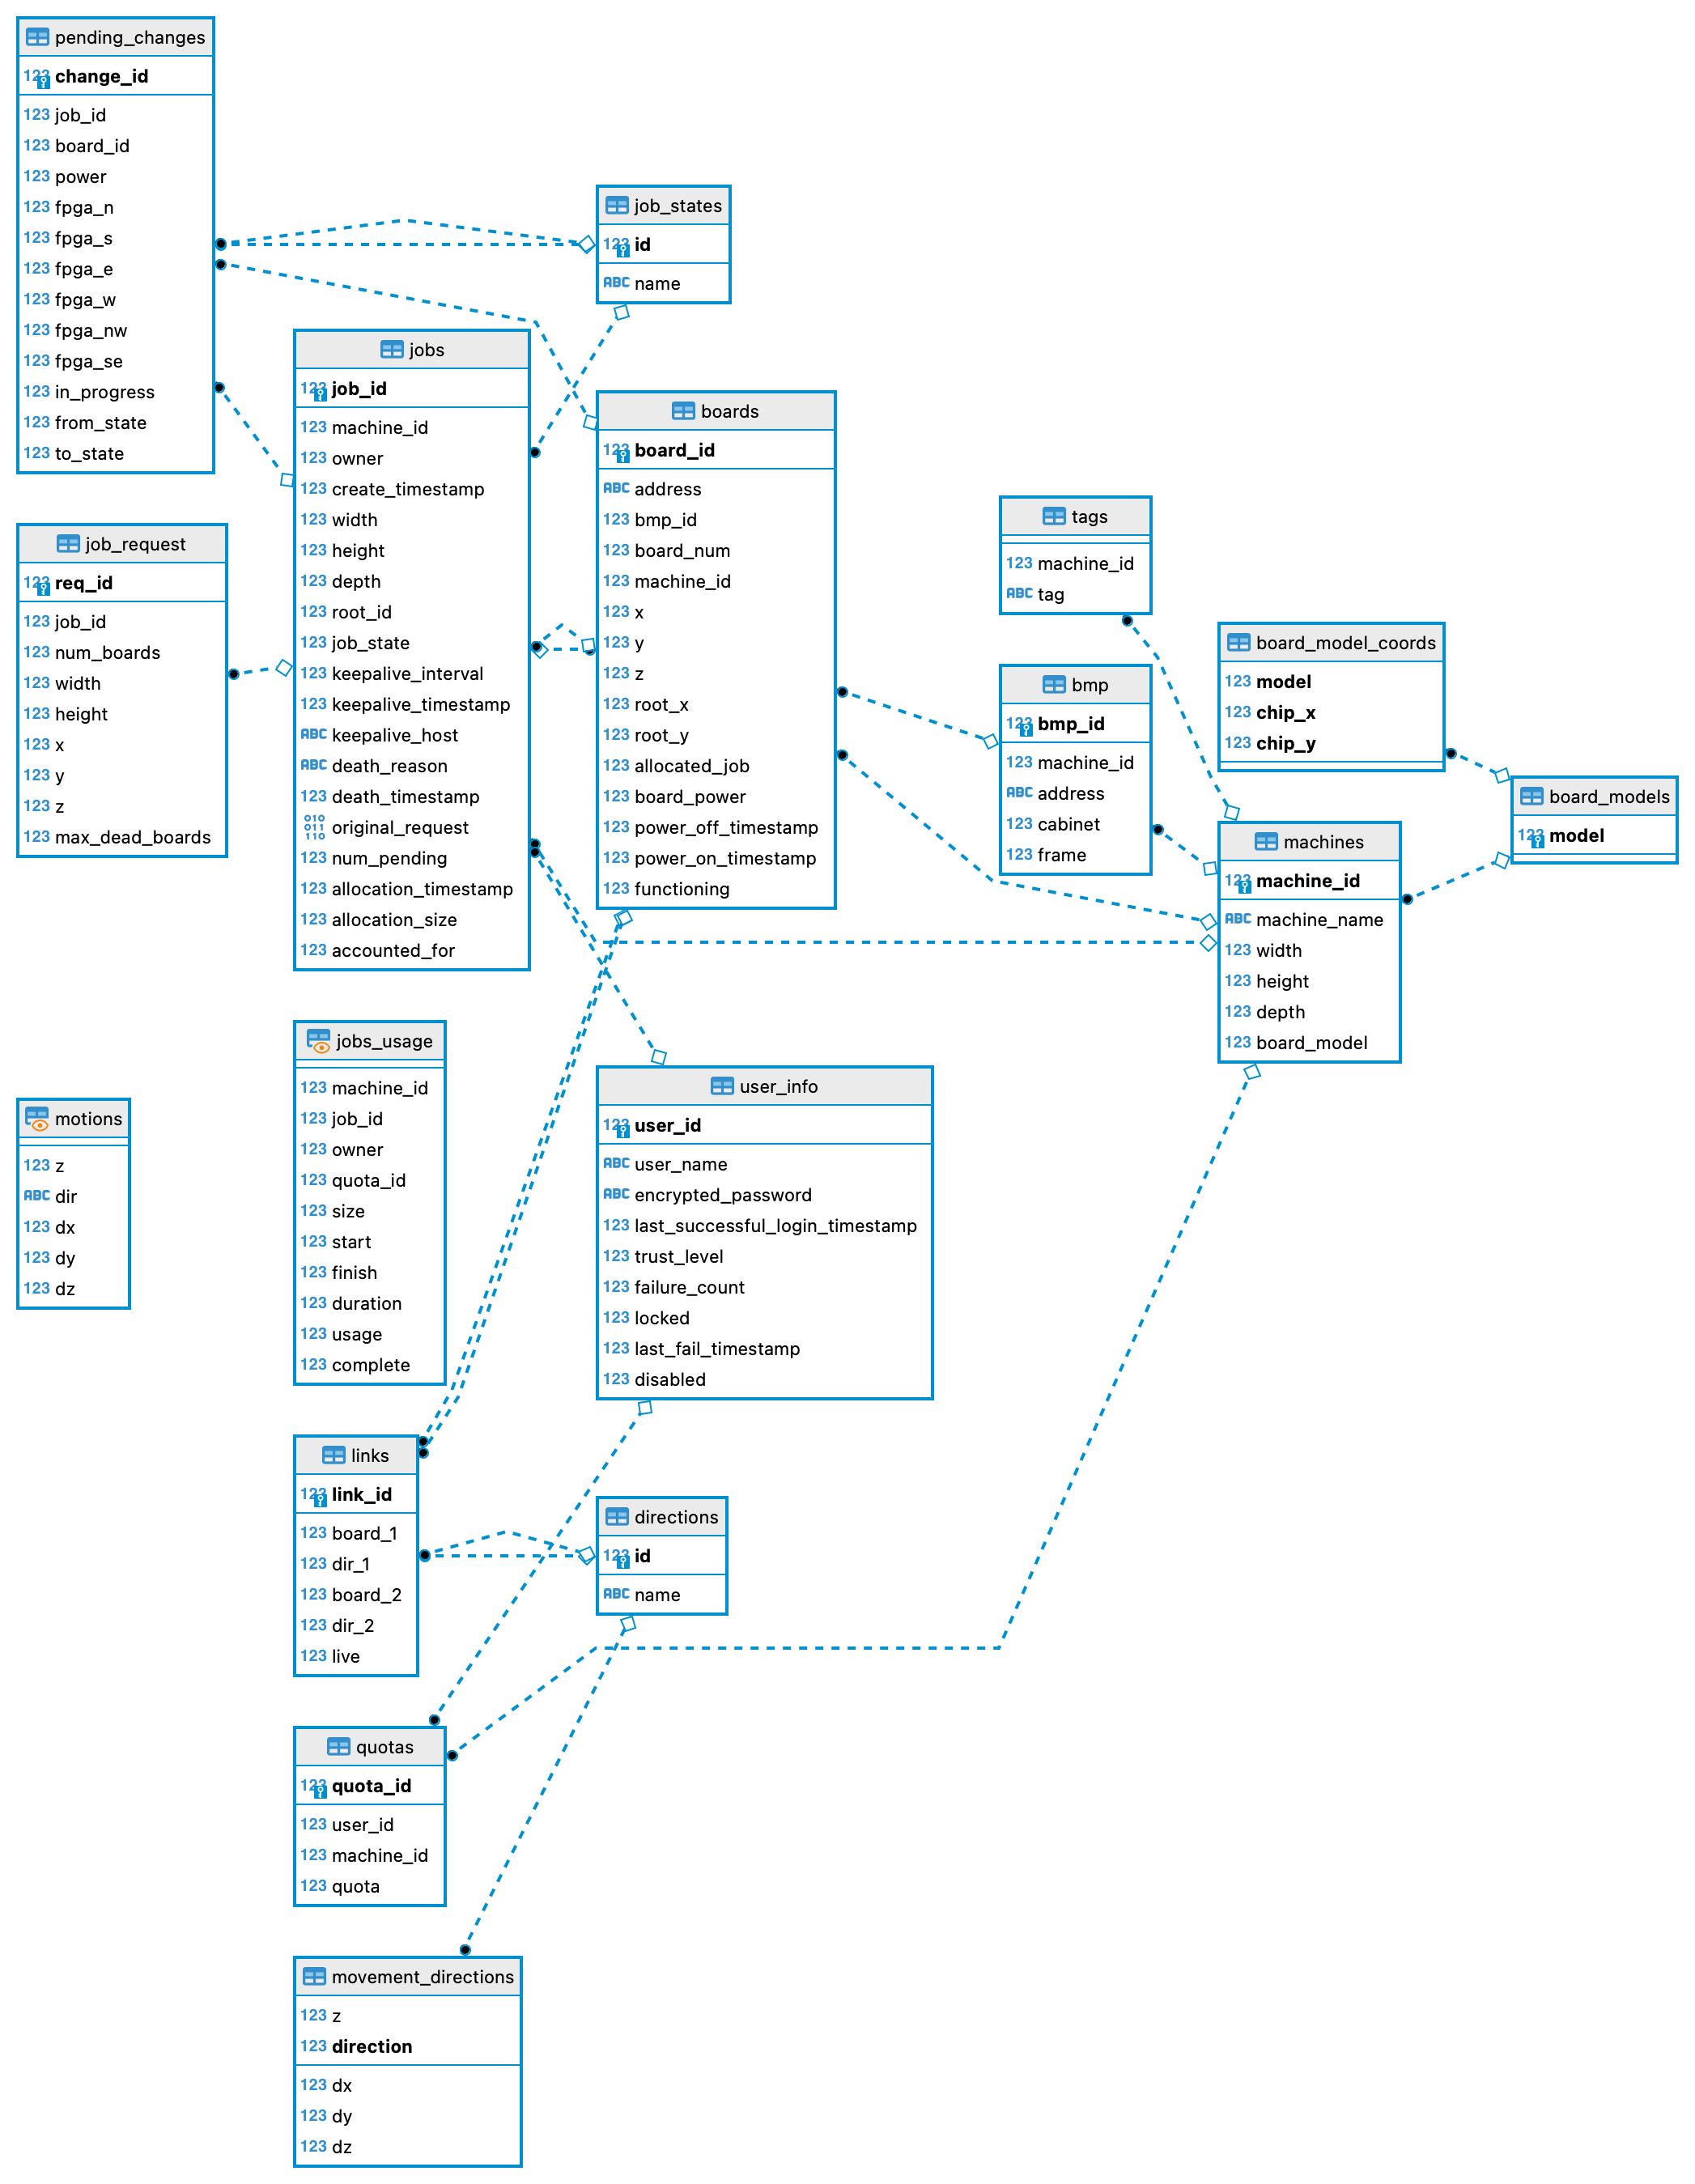 pending_changes
123 change_id
123 job_id
123 board_id
123 power
123 fpga_n
123 fpga_s
123 fpga_e
123 fpga_w
123 fpga_nw
123 fpga_se
123 in_progress
123 from_state
123 to_state
job_states
123 id
ABC name
jobs
123 job_id
123 machine_id
123 owner
123 create_timestamp
123 width
123 height
123 depth
123 root_id
123 job_state
123 keepalive_interval
123 keepalive_timestamp
ABC keepalive_host
ABC death_reason
123 death_timestamp
010
011
110 original_request
123 num_pending
123 allocation_timestamp
123 allocation_size
123 accounted_for
boards
123 board_id
ABC address
123 bmp_id
123 board_num
123 machine_id
123 x
123 y
123 z
123 root_x
123 root_y
123 allocated_job
123 board_power
123 power_off_timestamp
123 power_on_timestamp
123 functioning
job_request
123 req_id
123 job_id
123 num_boards
123 width
123 height
123 x
123 y
123 z
123 max_dead_boards
tags
123 machine_id
ABC tag
bmp
123 bmp_id
123 machine_id
ABC address
123 cabinet
123 frame
board_model_coords
123 model
123 chip_x
123 chip_y
board_models
123 model
machines
123 machine_id
ABC machine_name
123 width
123 height
123 depth
123 board_model
jobs_usage
123 machine_id
123 job_id
123 owner
123 quota_id
123 size
123 start
123 finish
123 duration
123 usage
123 complete
user_info
123 user_id
ABC user_name
ABC encrypted_password
123 last_successful_login_timestamp
123 trust_level
123 failure_count
123 locked
123 last_fail_timestamp
123 disabled
motions
123 z
ABC dir
123 dx
123 dy
123 dz
links
123 link_id
123 board_1
123 dir_1
123 board_2
123 dir_2
123 live
directions
123 id
ABC name
quotas
123 quota_id
123 user_id
123 machine_id
123 quota
movement_directions
123 z
123 direction
123 dx
123 dy
123 dz